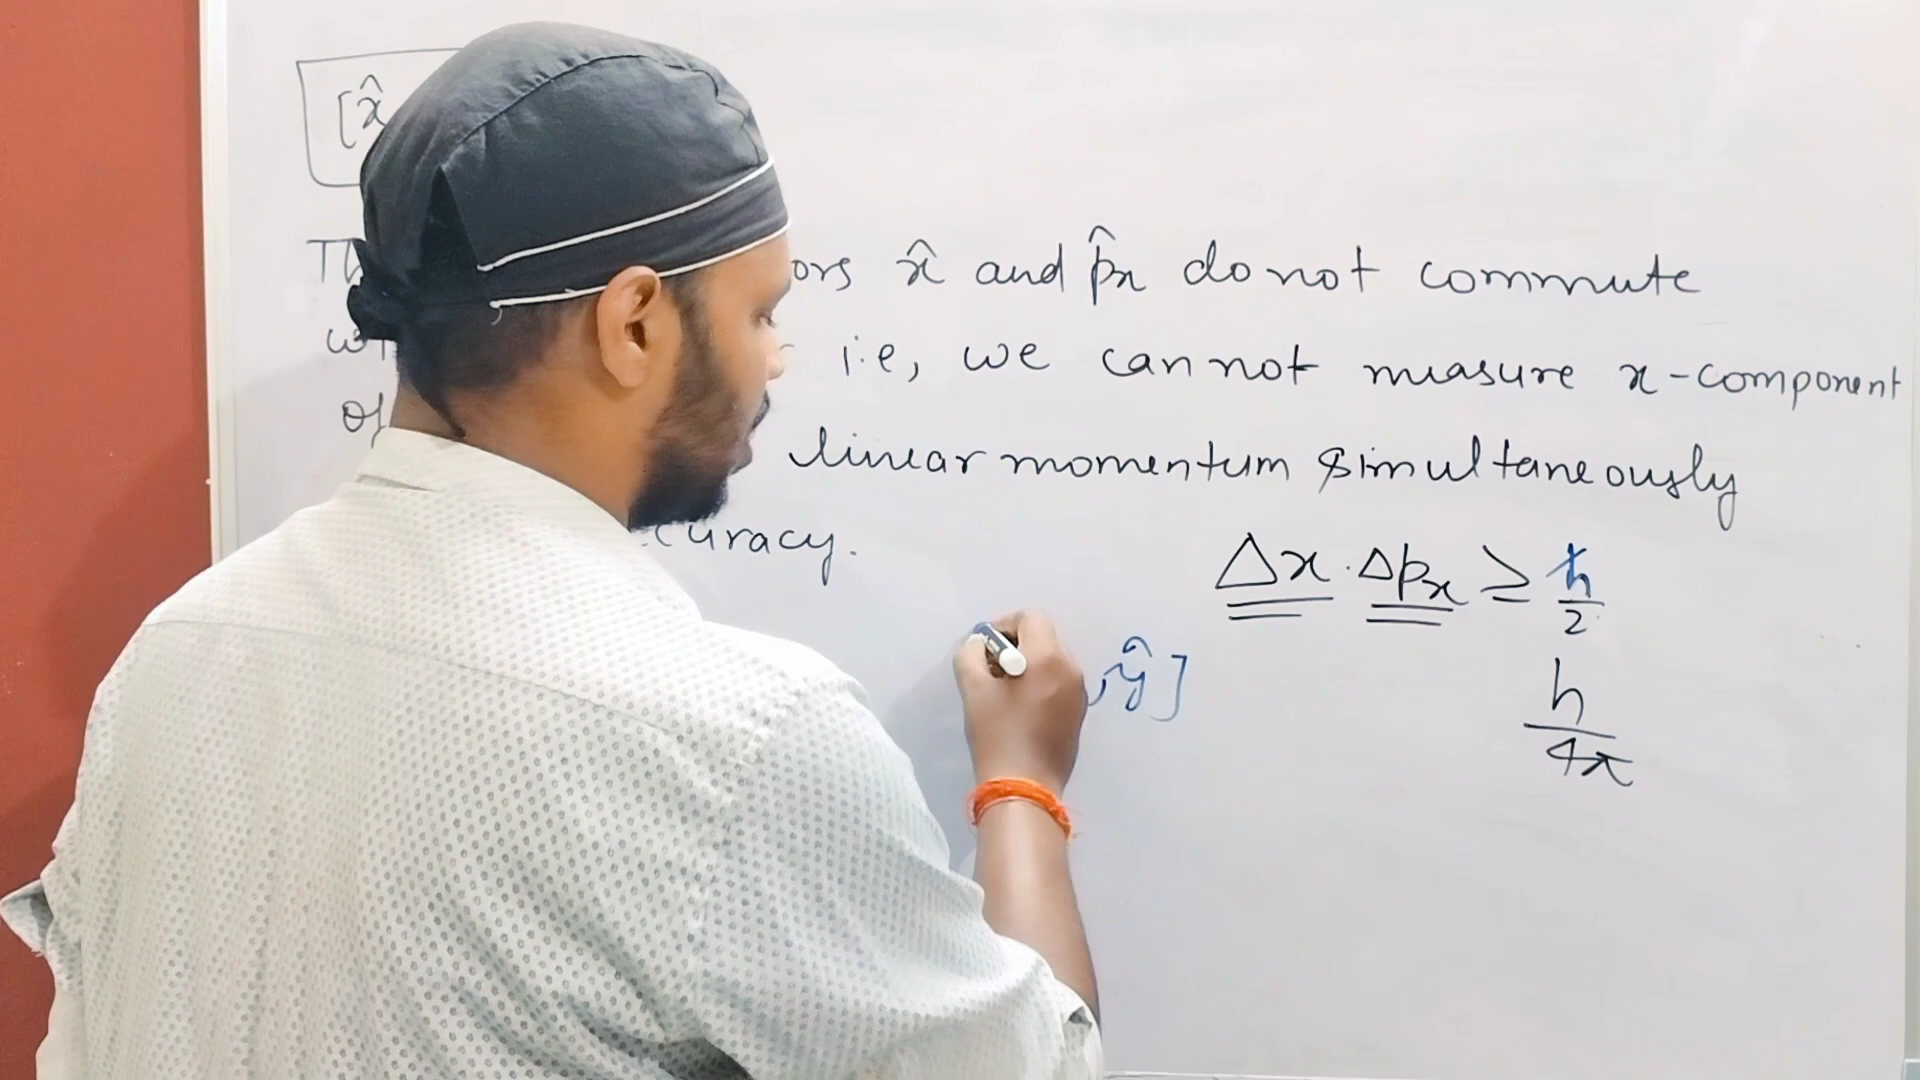 [x̂
ors x̂ and p̂x do not commute
i.e, we cannot measure x-component
linear momentum simultaneously
curacy.
Δx . Δpx ≥ ħ/2
, ŷ]
h/4π